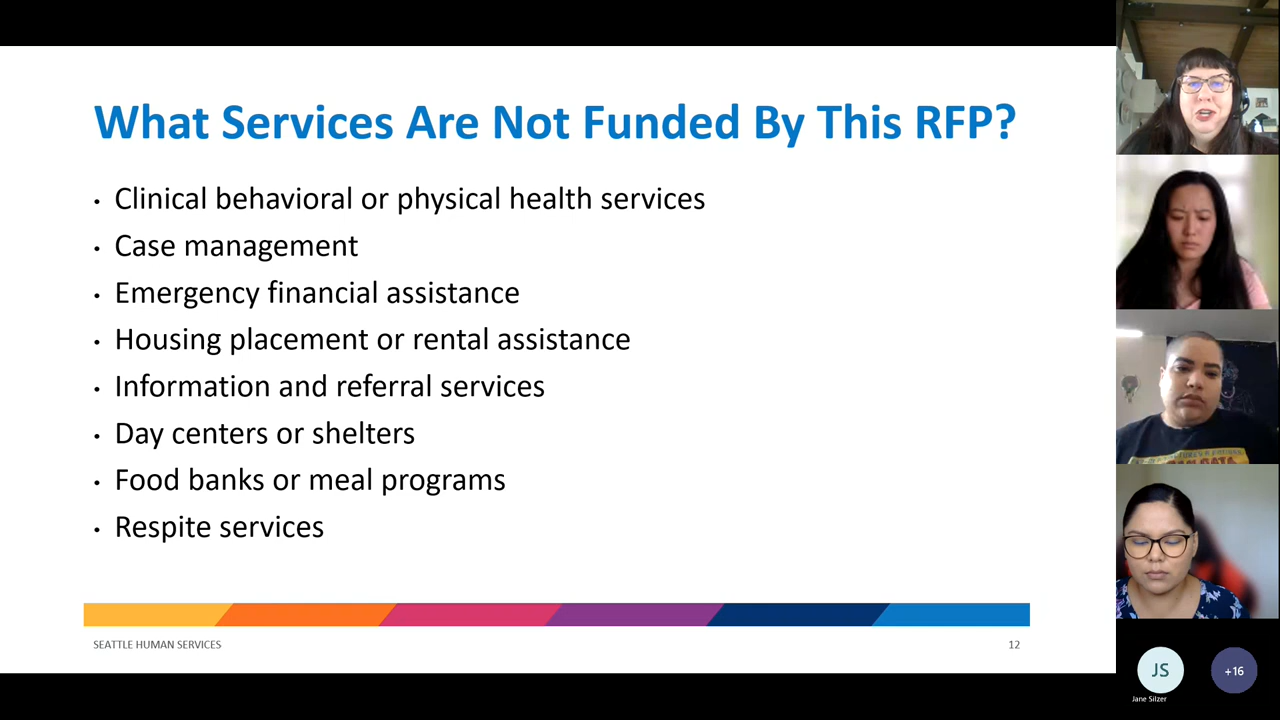 What Services Are Not Funded By This RFP?
• Clinical behavioral or physical health services
• Case management
• Emergency financial assistance
• Housing placement or rental assistance
• Information and referral services
• Day centers or shelters
• Food banks or meal programs
• Respite services
SEATTLE HUMAN SERVICES
12
JS
Jane Silzer
+16